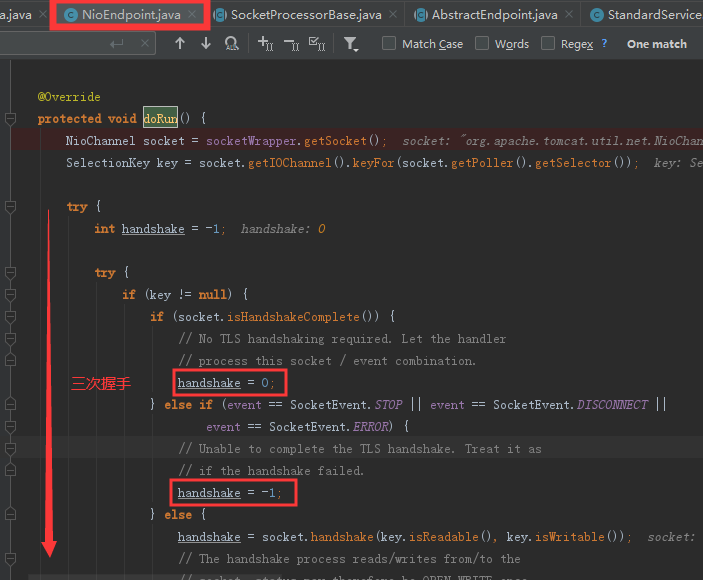 a.java NioEndpoint.java SocketProcessorBase.java AbstractEndpoint.java StandardService.
Match Case Words Regex ? One match
@Override
protected void doRun() {
NioChannel socket = socketWrapper.getSocket(); socket: "org.apache.tomcat.util.net.NioChan
SelectionKey key = socket.getIOChannel().keyFor(socket.getPoller().getSelector()); key: Se
try {
int handshake = -1; handshake: 0
try {
if (key != null) {
if (socket.isHandshakeComplete()) {
// No TLS handshaking required. Let the handler
// process this socket / event combination.
三次握手 handshake = 0;
} else if (event == SocketEvent.STOP || event == SocketEvent.DISCONNECT ||
event == SocketEvent.ERROR) {
// Unable to complete the TLS handshake. Treat it as
// if the handshake failed.
handshake = -1;
} else {
handshake = socket.handshake(key.isReadable(), key.isWritable()); socket:
// The handshake process reads/writes from/to the